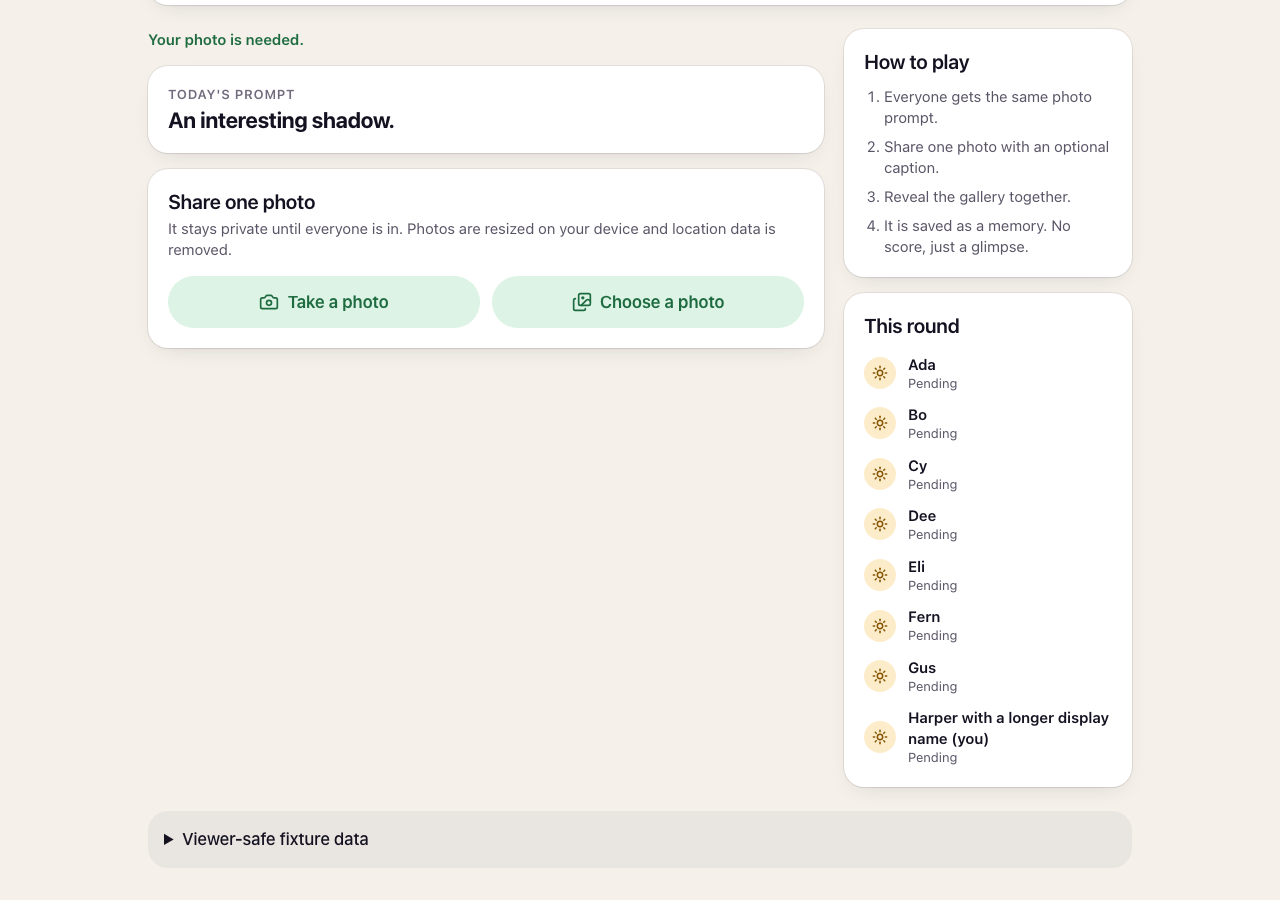 Your photo is needed.
TODAY'S PROMPT
An interesting shadow.
Share one photo
It stays private until everyone is in. Photos are resized on your device and location data is
removed.
Take a photo
Choose a photo
How to play
1. Everyone gets the same photo
prompt.
2. Share one photo with an optional
caption.
3. Reveal the gallery together.
4. It is saved as a memory. No
score, just a glimpse.
This round
Ada
Pending
Bo
Pending
Cy
Pending
Dee
Pending
Eli
Pending
Fern
Pending
Gus
Pending
Harper with a longer display
name (you)
Pending
Viewer-safe fixture data